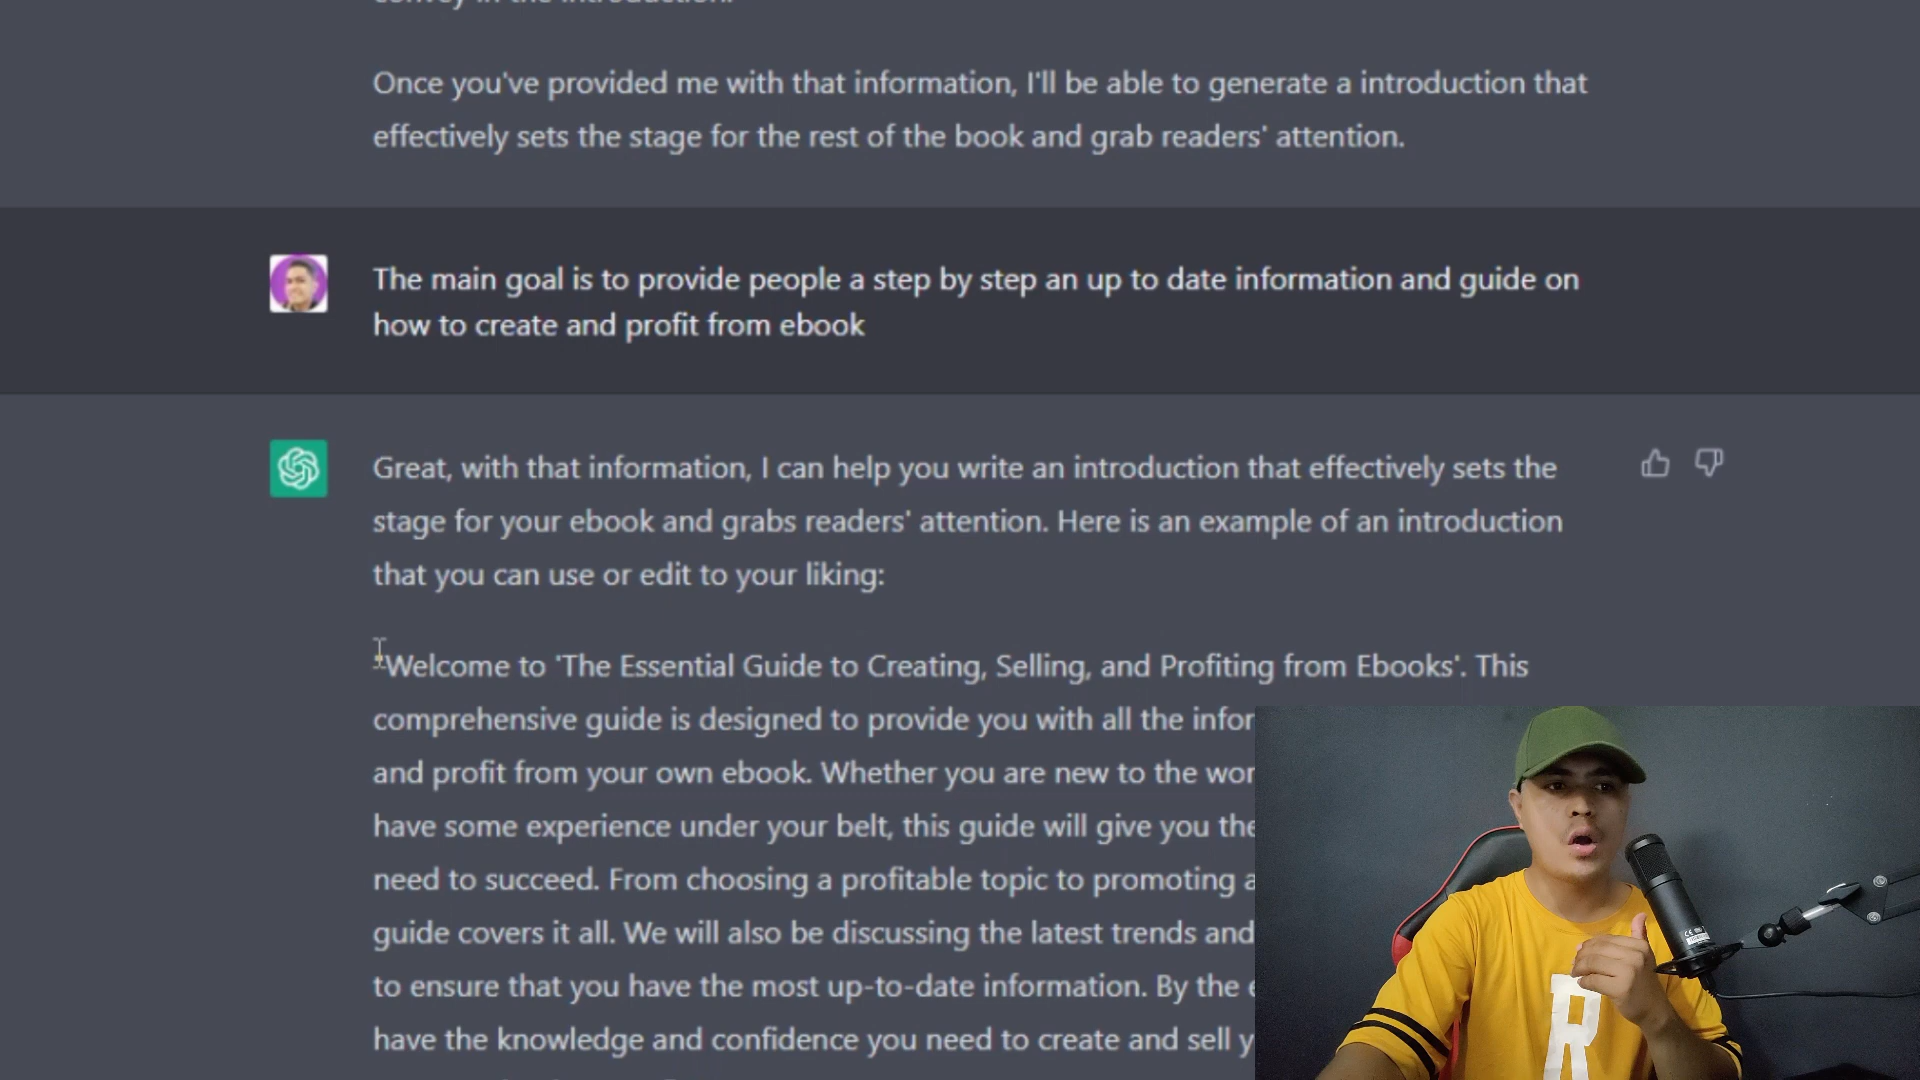 Once you've provided me with that information, I'll be able to generate a introduction that
effectively sets the stage for the rest of the book and grab readers' attention.
The main goal is to provide people a step by step an up to date information and guide on
how to create and profit from ebook
Great, with that information, I can help you write an introduction that effectively sets the
stage for your ebook and grabs readers' attention. Here is an example of an introduction
that you can use or edit to your liking:
"Welcome to 'The Essential Guide to Creating, Selling, and Profiting from Ebooks'. This
comprehensive guide is designed to provide you with all the infor
and profit from your own ebook. Whether you are new to the wor
have some experience under your belt, this guide will give you the
need to succeed. From choosing a profitable topic to promoting a
guide covers it all. We will also be discussing the latest trends and
to ensure that you have the most up-to-date information. By the e
have the knowledge and confidence you need to create and sell y
R